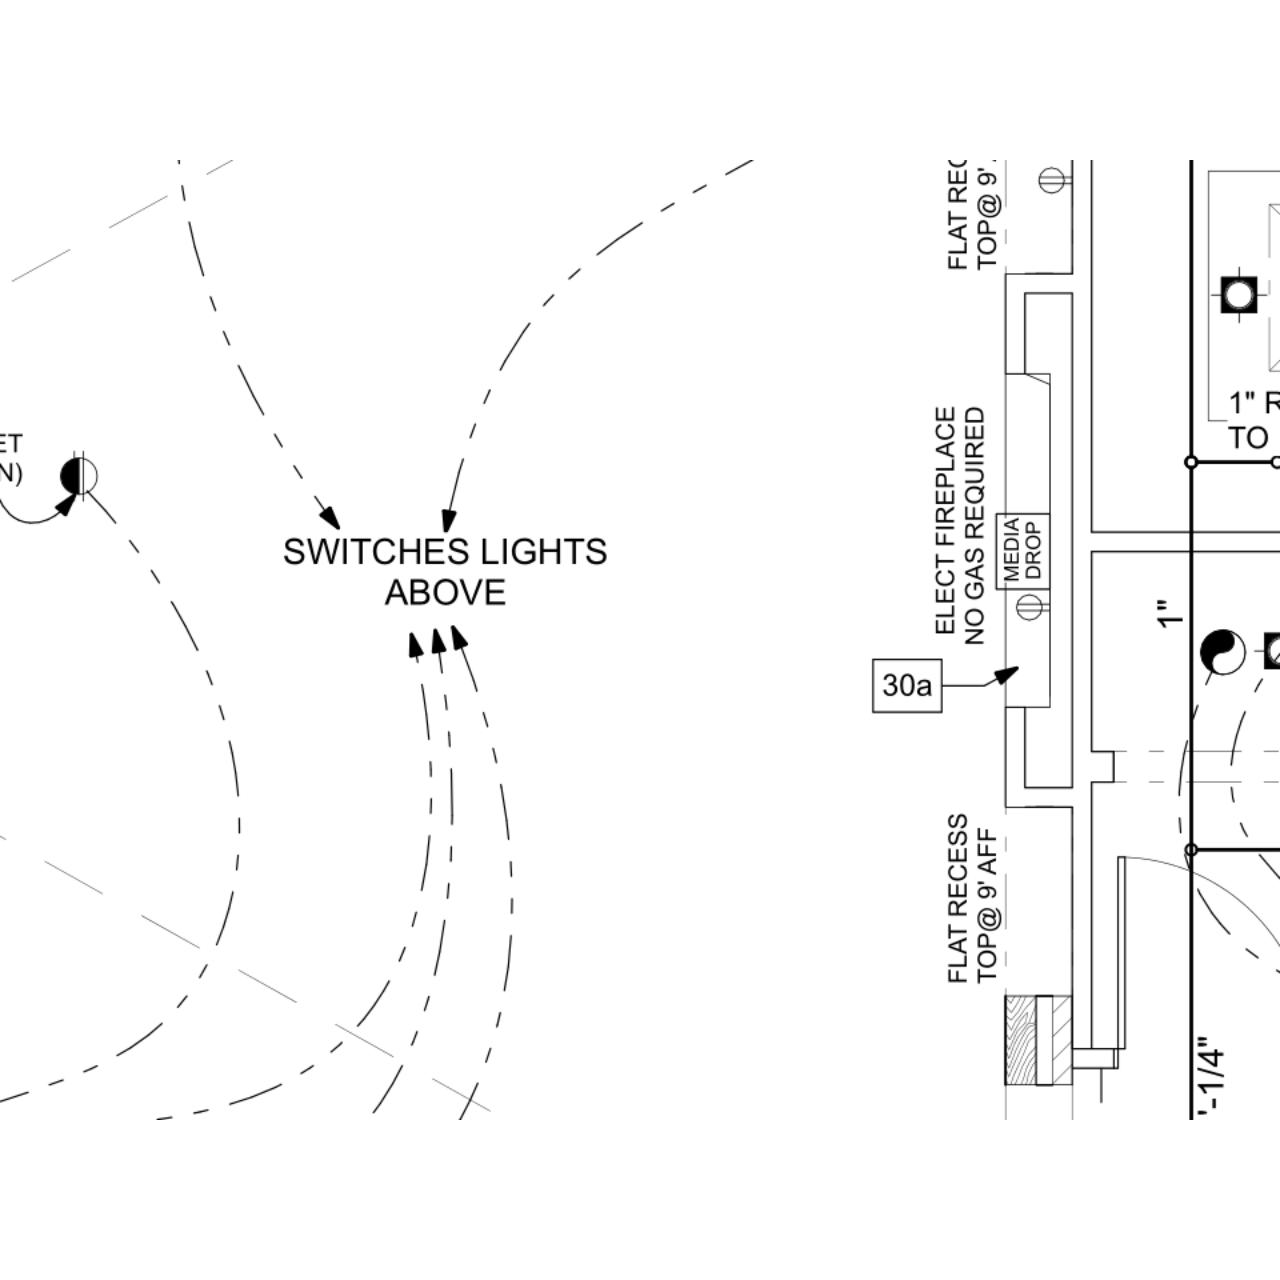 FLAT REC
TOP@ 9'
1" R
TO
ET
N)
ELECT FIREPLACE
NO GAS REQUIRED
MEDIA
DROP
SWITCHES LIGHTS
ABOVE
1"
30a
FLAT RECESS
TOP@ 9' AFF
'-1/4"